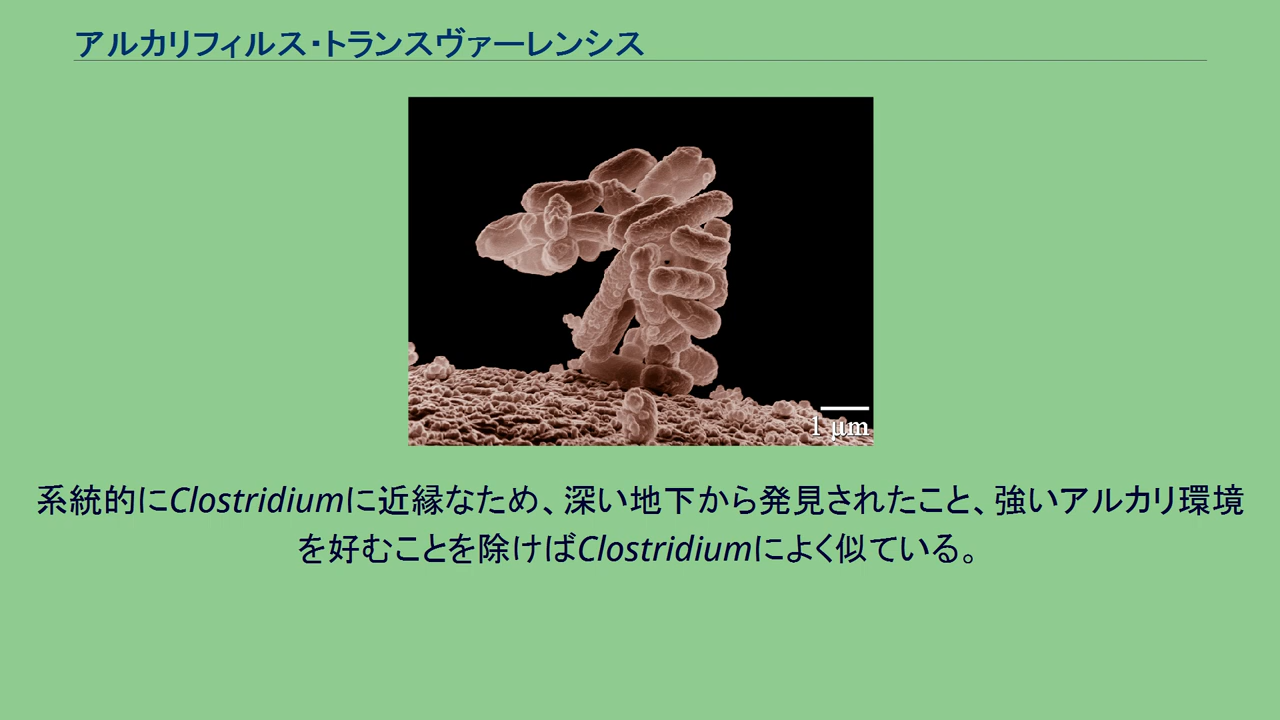 アルカリフィルス・トランスヴァーレンシス
1 µm
系統的にClostridiumに近縁なため、深い地下から発見されたこと、強いアルカリ環境
を好むことを除けばClostridiumによく似ている。